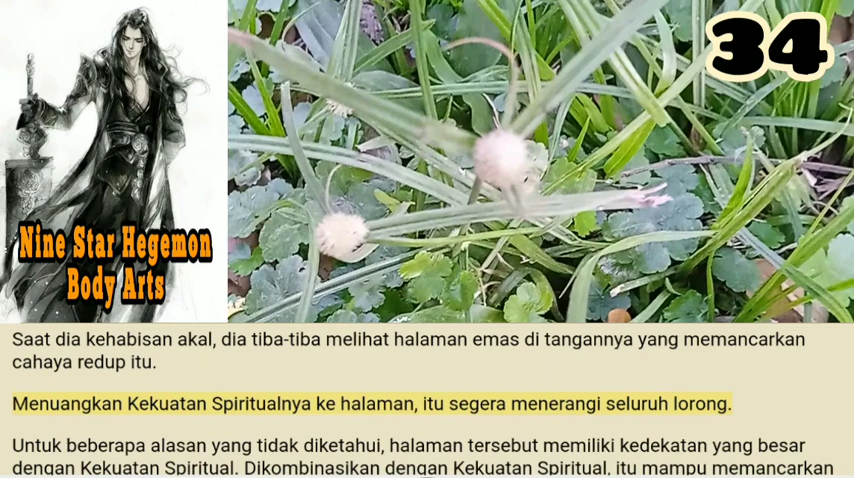 34
Nine Star Hegemon
Body Arts
Saat dia kehabisan akal, dia tiba-tiba melihat halaman emas di tangannya yang memancarkan
cahaya redup itu.
Menuangkan Kekuatan Spiritualnya ke halaman, itu segera menerangi seluruh lorong.
Untuk beberapa alasan yang tidak diketahui, halaman tersebut memiliki kedekatan yang besar
dengan Kekuatan Spiritual. Dikombinasikan dengan Kekuatan Spiritual, itu mampu memancarkan